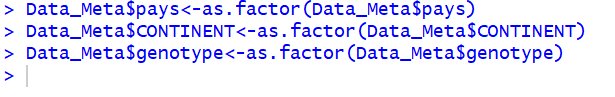 > Data_Meta$pays<-as.factor(Data_Meta$pays)
> Data_Meta$CONTINENT<-as.factor(Data_Meta$CONTINENT)
> Data_Meta$genotype<-as.factor(Data_Meta$genotype)
>